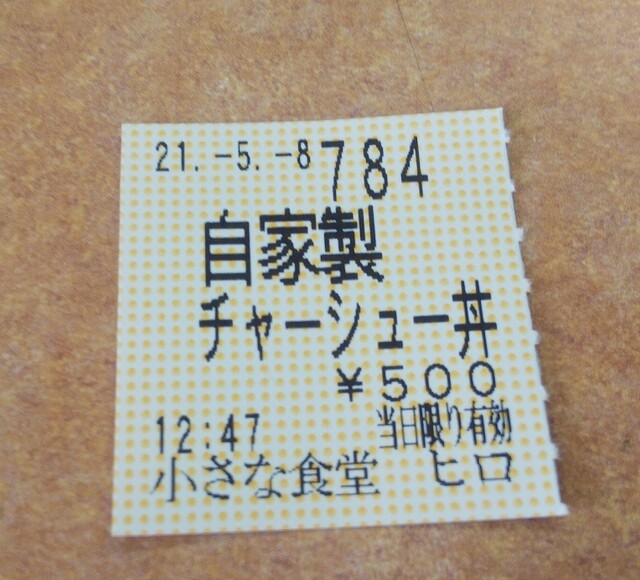 21.-5.-8 784
自家製
チャーシュー丼
¥500
12:47 当日限り有効
小さな食堂 ヒロ